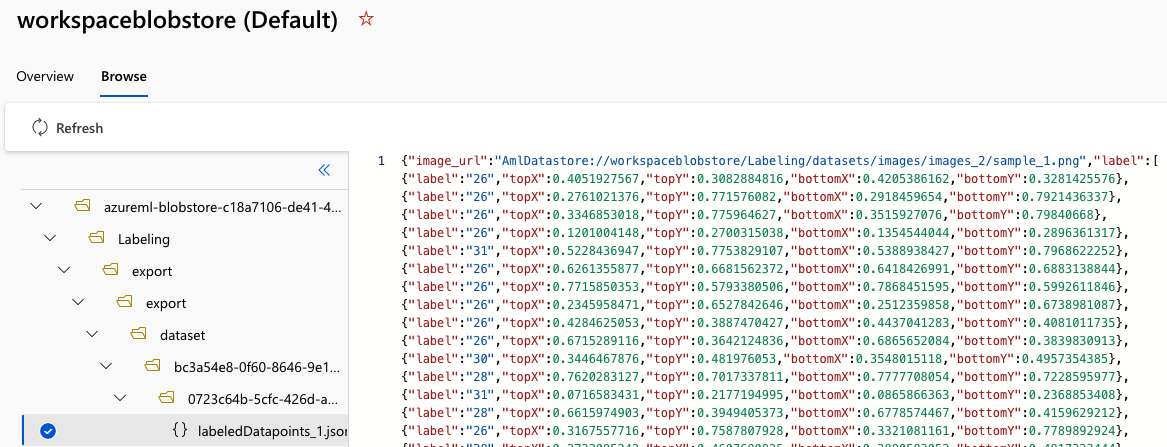 workspaceblobstore (Default)
Overview
Browse
Refresh
azureml-blobstore-c18a7106-de41-4...
Labeling
export
export
dataset
bc3a54e8-0f60-8646-9e1...
0723c64b-5cfc-426d-a...
{} labeledDatapoints_1.jsor
1 {"image_url":"AmlDatastore://workspaceblobstore/Labeling/datasets/images/images_2/sample_1.png","label":[
{"label":"26","topX":0.4051927567,"topY":0.3082884816,"bottomX":0.4205386162,"bottomY":0.3281425576},
{"label":"26","topX":0.2761021376,"topY":0.771576082,"bottomX":0.2918459654,"bottomY":0.7921436337},
{"label":"26","topX":0.3346853018,"topY":0.775964627,"bottomX":0.3515927076,"bottomY":0.79840668},
{"label":"26","topX":0.1201004148,"topY":0.2700315038,"bottomX":0.1354544044,"bottomY":0.2896361317},
{"label":"31","topX":0.5228436947,"topY":0.7753829107,"bottomX":0.5388938427,"bottomY":0.7968622252},
{"label":"26","topX":0.6261355877,"topY":0.6681562372,"bottomX":0.6418426991,"bottomY":0.6883138844},
{"label":"26","topX":0.7715850353,"topY":0.5793380506,"bottomX":0.7868451595,"bottomY":0.5992611846},
{"label":"26","topX":0.2345958471,"topY":0.6527842646,"bottomX":0.2512359858,"bottomY":0.6738981087},
{"label":"26","topX":0.4284625053,"topY":0.3887470427,"bottomX":0.4437041283,"bottomY":0.4081011735},
{"label":"26","topX":0.6715289116,"topY":0.3642124836,"bottomX":0.6865652084,"bottomY":0.3839830913},
{"label":"30","topX":0.3446467876,"topY":0.481976053,"bottomX":0.3548015118,"bottomY":0.4957354385},
{"label":"28","topX":0.7620283127,"topY":0.7017337811,"bottomX":0.7777708054,"bottomY":0.7228595977},
{"label":"31","topX":0.0716583431,"topY":0.2177194995,"bottomX":0.0865866363,"bottomY":0.2368853408},
{"label":"28","topX":0.6615974903,"topY":0.3949405373,"bottomX":0.6778574467,"bottomY":0.4159629212},
{"label":"26","topX":0.3167557716,"topY":0.7587807928,"bottomX":0.3321081161,"bottomY":0.7789892924},